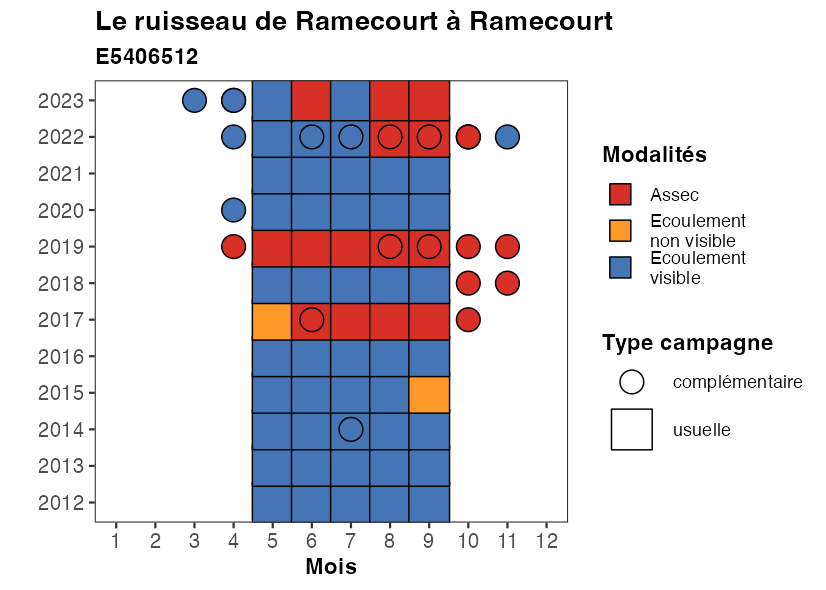 Le ruisseau de Ramecourt à Ramecourt
E5406512
2023
2022
2021
2020
2019
2018
2017
2016
2015
2014
2013
2012
1 2 3 4 5 6 7 8 9 10 11 12
Mois
Modalités
Assec
Ecoulement
non visible
Ecoulement
visible
Type campagne
complémentaire
usuelle